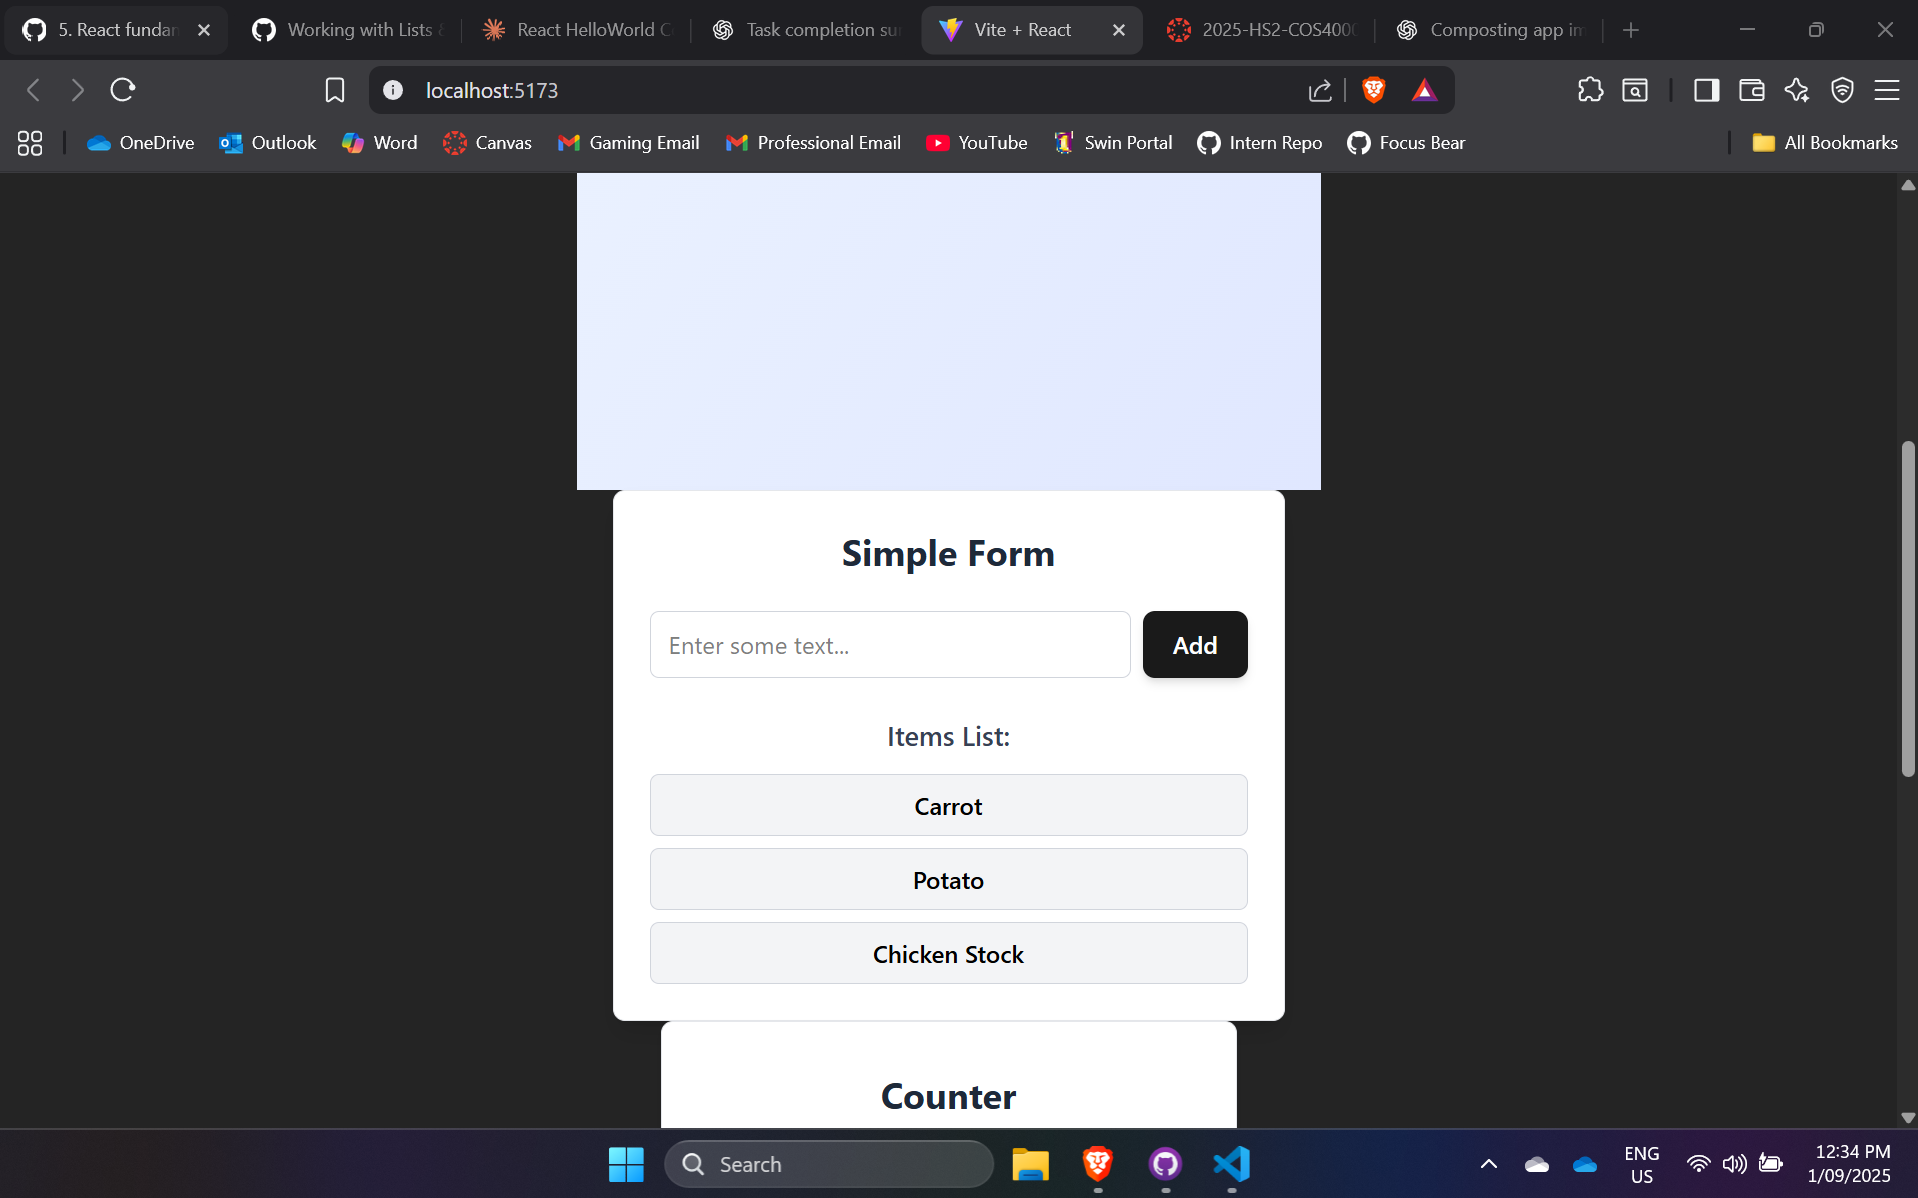 5. React fundan
Working with Lists &
React HelloWorld C
Task completion su
Vite + React
2025-HS2-COS400
Composting app im
localhost:5173
OneDrive
Outlook
Word
Canvas
Gaming Email
Professional Email
YouTube
Swin Portal
Intern Repo
Focus Bear
All Bookmarks
Simple Form
Enter some text...
Add
Items List:
Carrot
Potato
Chicken Stock
Counter
Search
ENG
US
12:34 PM
1/09/2025